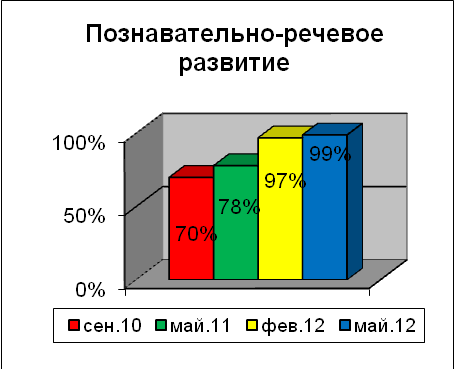 Познавательно-речевое
развитие
100%
99%
97%
78%
50%
70%
0%
сен.10 май.11 фев.12 май.12